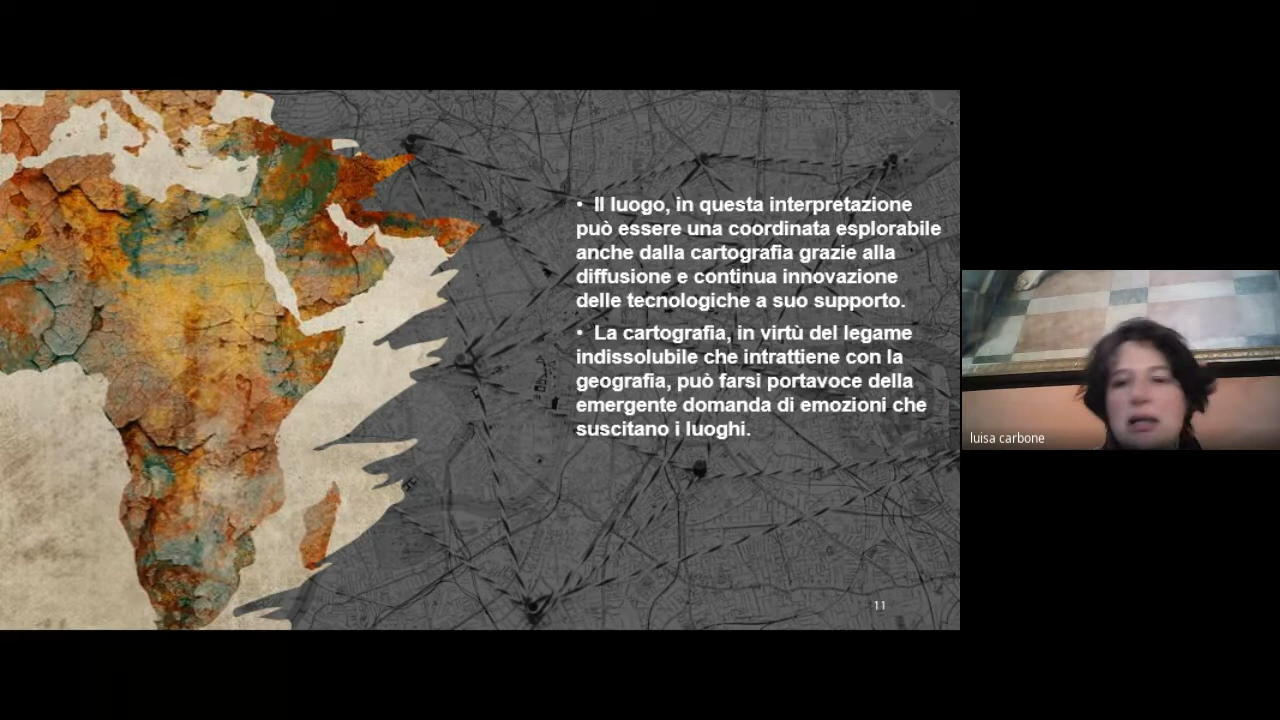 • Il luogo, in questa interpretazione
può essere una coordinata esplorabile
anche dalla cartografia grazie alla
diffusione e continua innovazione
delle tecnologiche a suo supporto.
• La cartografia, in virtù del legame
indissolubile che intrattiene con la
geografia, può farsi portavoce della
emergente domanda di emozioni che
suscitano i luoghi.
luisa carbone
11